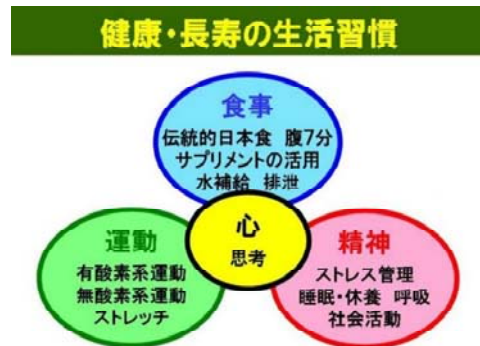 健康・長寿の生活習慣
食事
伝統的日本食 腹7分
サプリメントの活用
水補給 排泄
心
思考
運動
有酸素系運動
無酸素系運動
ストレッチ
精神
ストレス管理
睡眠・休養 呼吸
社会活動